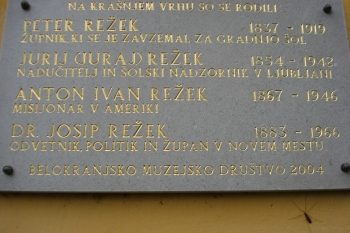 NA KRAŠNJEM VRHU SO SE RODILI:
PETER REŽEK 1837 - 1919
ŽUPNIK, KI SE JE ZAVZEMAL ZA GRADNJO ŠOL
JURIJ (JURAJ) REŽEK 1854 - 1942
NADUČITELJ IN ŠOLSKI NADZORNIK V LJUBLJANI
ANTON IVAN REŽEK 1867 - 1946
MISIJONAR V AMERIKI
DR. JOSIP REŽEK 1883 - 1966
ODVETNIK, POLITIK IN ŽUPAN V NOVEM MESTU
BELOKRANJSKO MUZEJSKO DRUŠTVO 2004